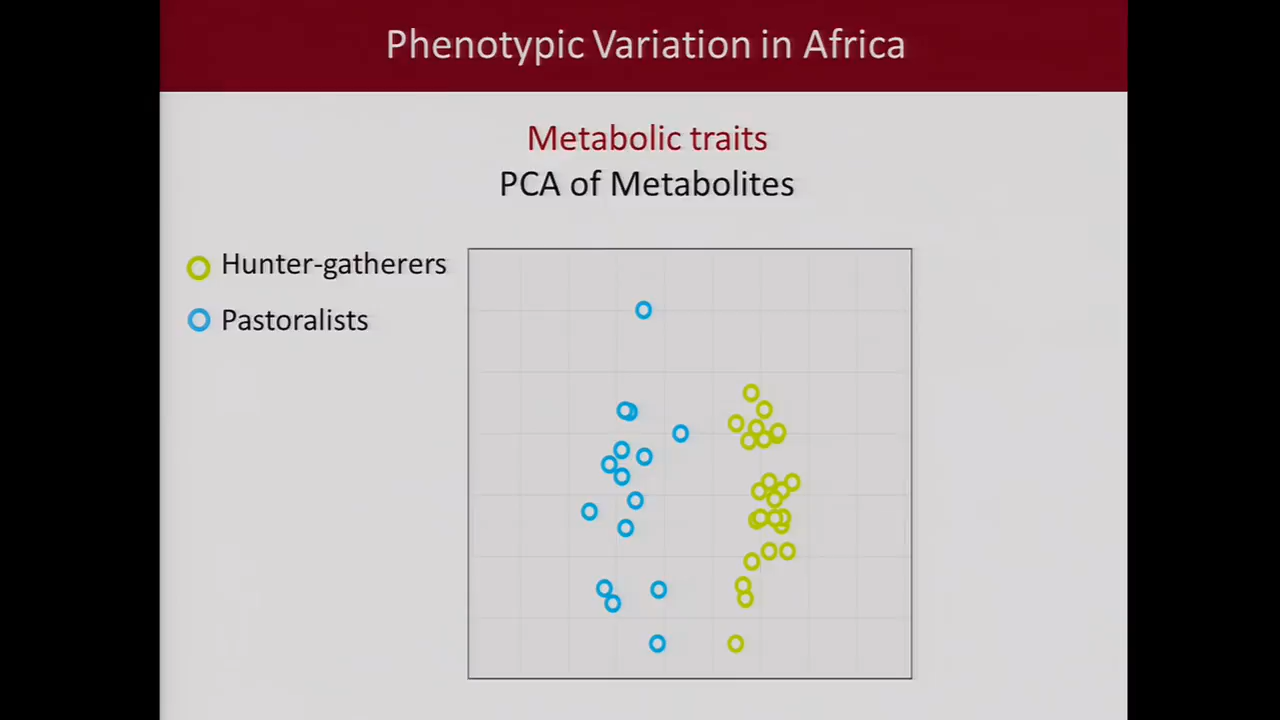 Phenotypic Variation in Africa
Metabolic traits
PCA of Metabolites
Hunter-gatherers
Pastoralists